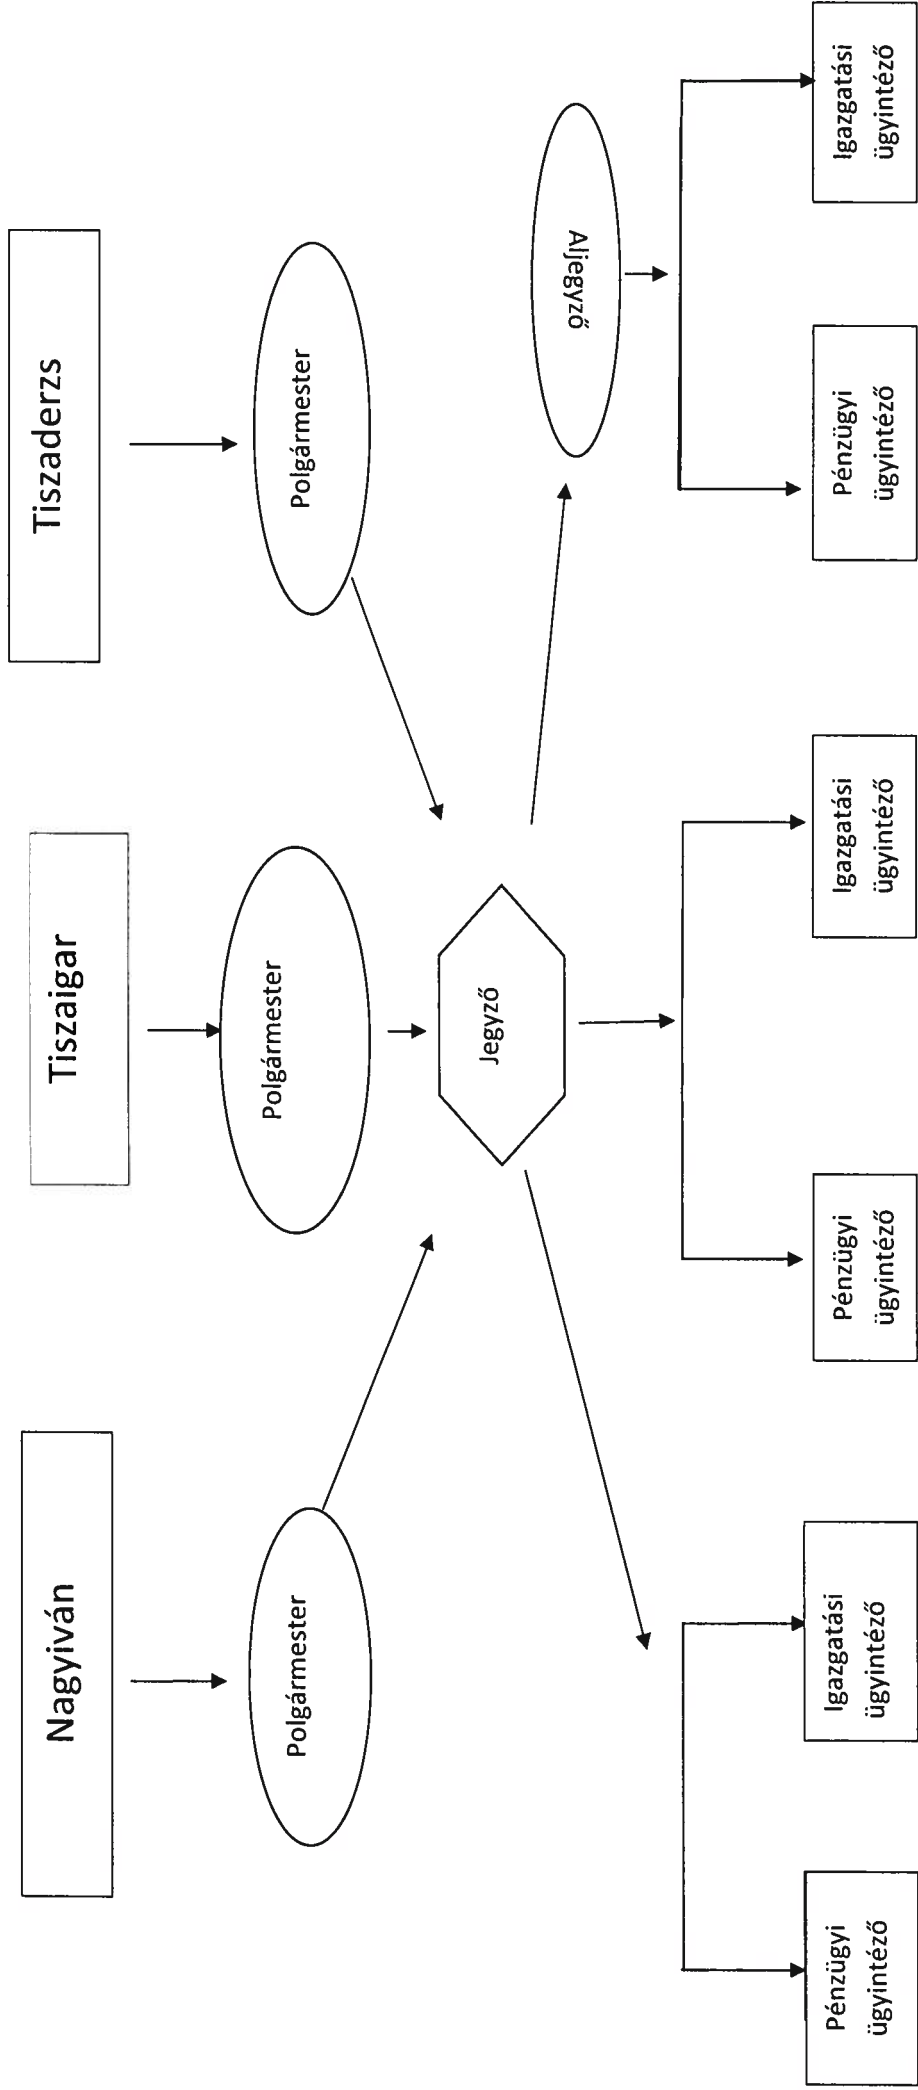 Nagyiván
Tiszaigar
Tiszaderzs
Polgármester
Polgármester
Polgármester
Jegyző
Aljegyző
Pénzügyi
ügyintéző
Igazgatási
ügyintéző
Pénzügyi
ügyintéző
Igazgatási
ügyintéző
Pénzügyi
ügyintéző
Igazgatási
ügyintéző